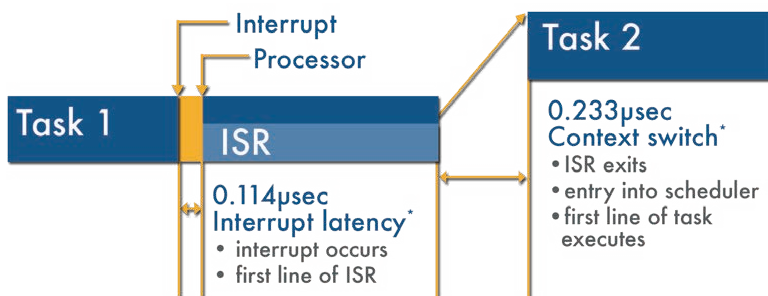 Interrupt
Processor
Task 1
ISR
Task 2
0.114µsec
Interrupt latency*
• interrupt occurs
• first line of ISR
0.233µsec
Context switch*
• ISR exits
• entry into scheduler
• first line of task
executes